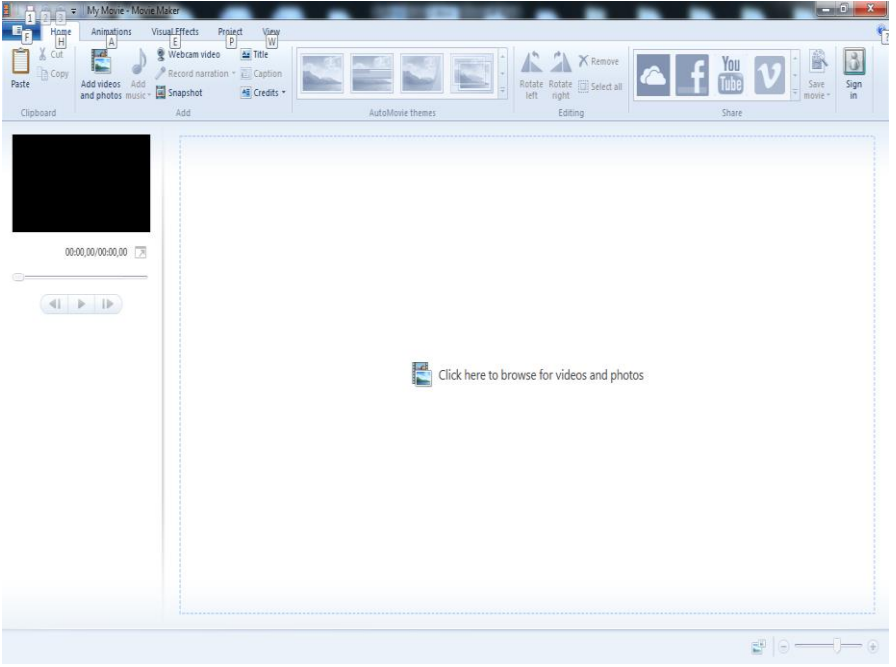 My Movie - Movie Maker
1 2 3
Home Animations Visual Effects Project View
F H A E P W ?
Paste
Cut
Copy
Clipboard
Add videos and photos
Add music
Webcam video
Record narration
Snapshot
Title
Caption
Credits
Add
AutoMovie themes
Rotate left
Rotate right
Remove
Select all
Editing
f
You Tube
V
Share
Save movie
Sign in
00:00,00/00:00,00
Click here to browse for videos and photos